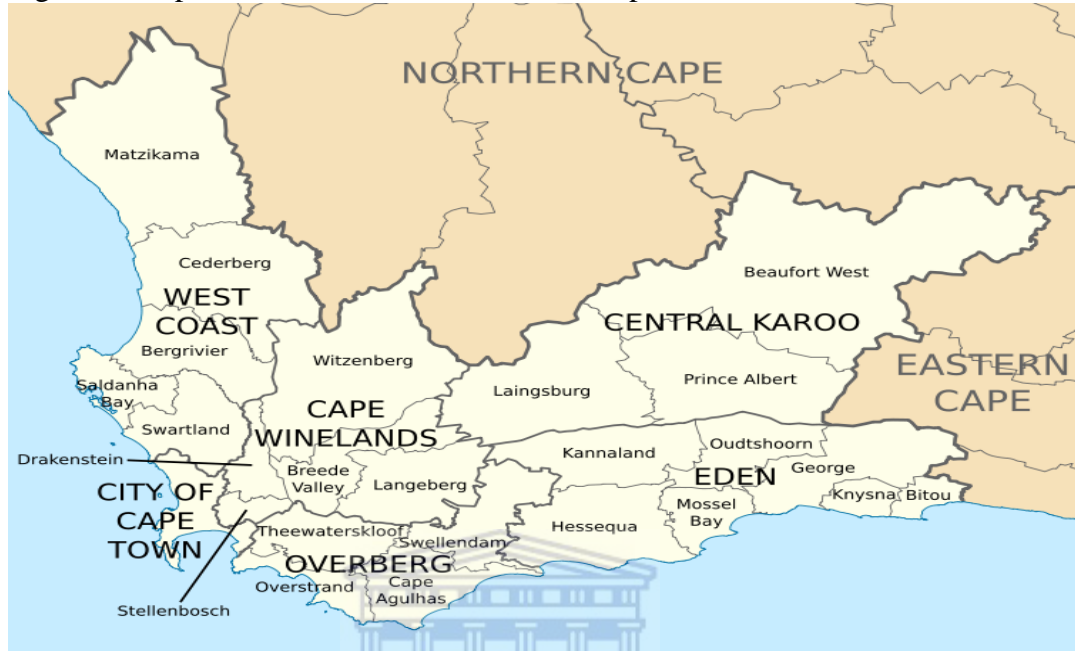 NORTHERN CAPE
Matzikama
Cederberg
Beaufort West
WEST
COAST
CENTRAL KAROO
Bergrivier
Witzenberg
EASTERN
CAPE
Saldanha
Bay
Laingsburg
Prince Albert
CAPE
WINELANDS
Swartland
Oudtshoorn
Kannaland
Drakenstein
Breede
Valley
Langeberg
EDEN
George
CITY OF
CAPE
TOWN
Mossel
Bay
Knysna
Bitou
Hessequa
Theewaterskloof
Swellendam
OVERBERG
Overstrand
Cape
Agulhas
Stellenbosch